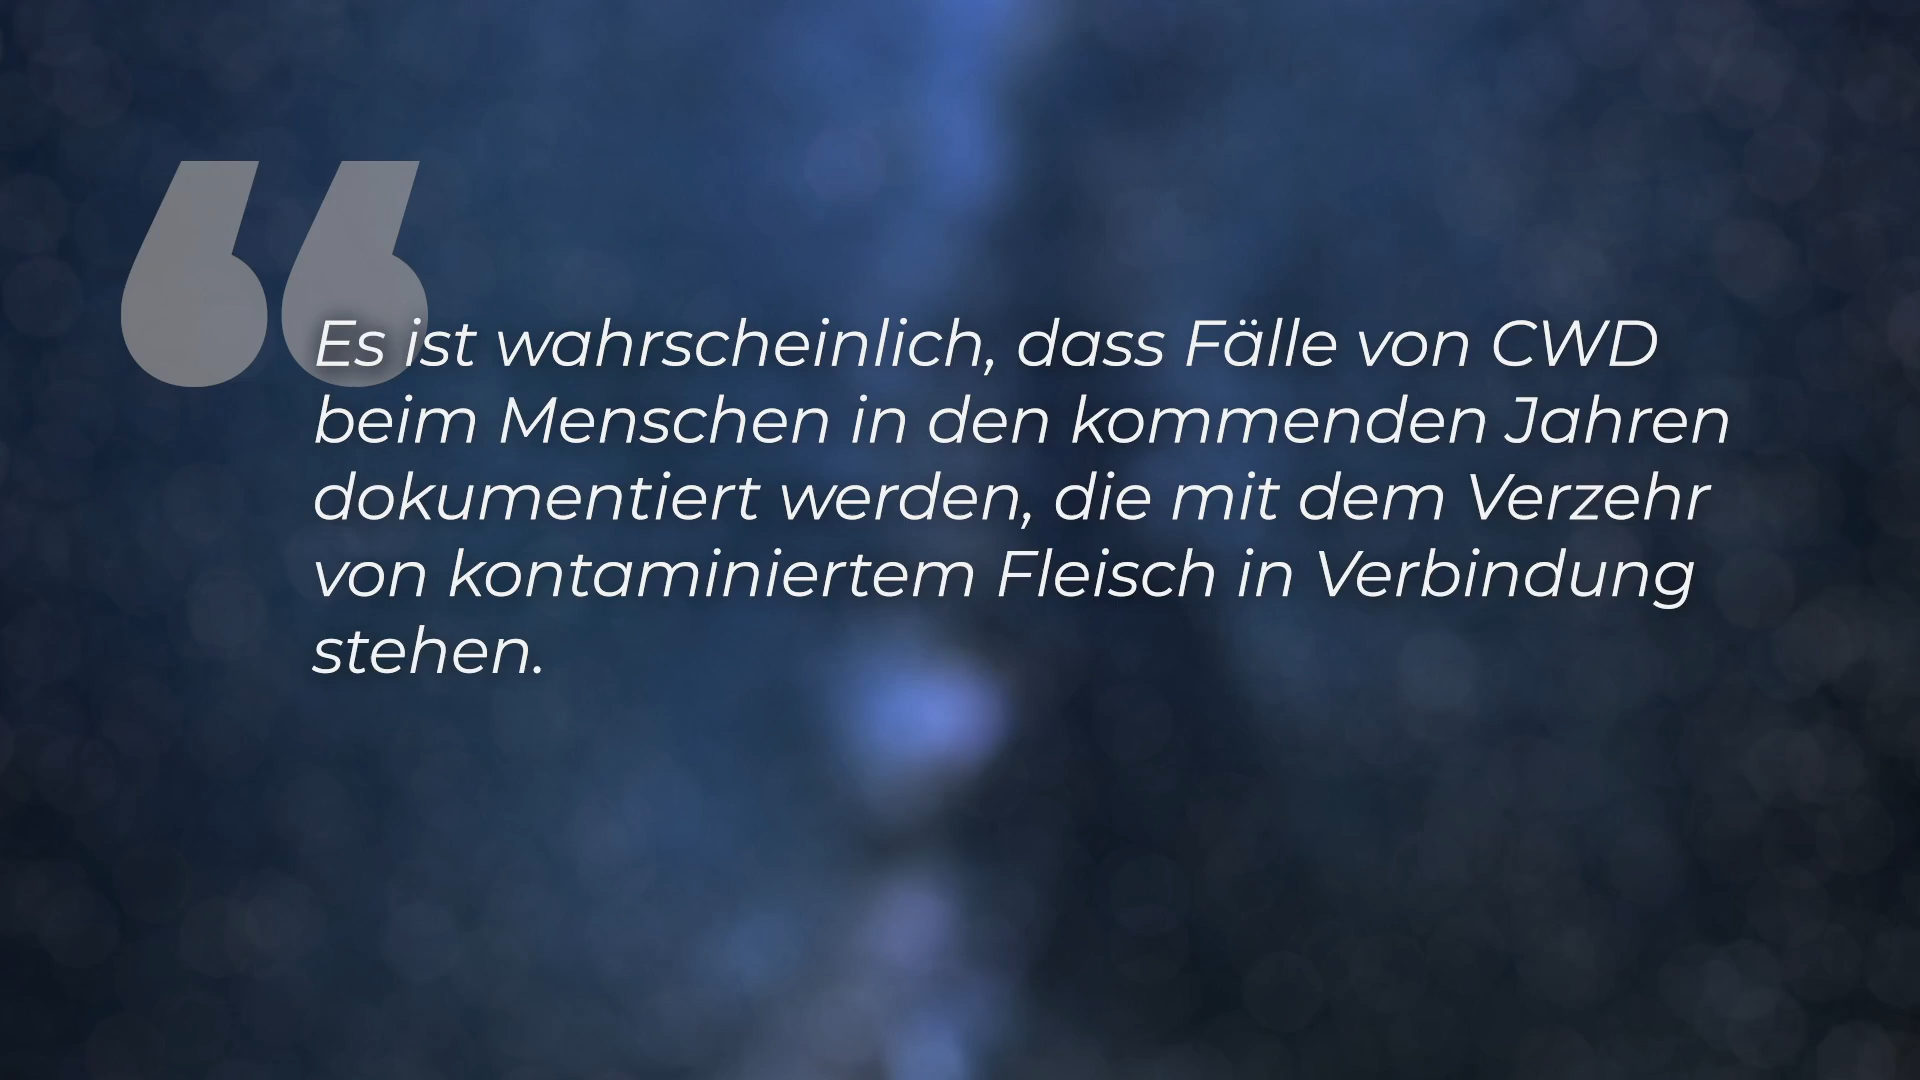 “
Es ist wahrscheinlich, dass Fälle von CWD
beim Menschen in den kommenden Jahren
dokumentiert werden, die mit dem Verzehr
von kontaminiertem Fleisch in Verbindung
stehen.